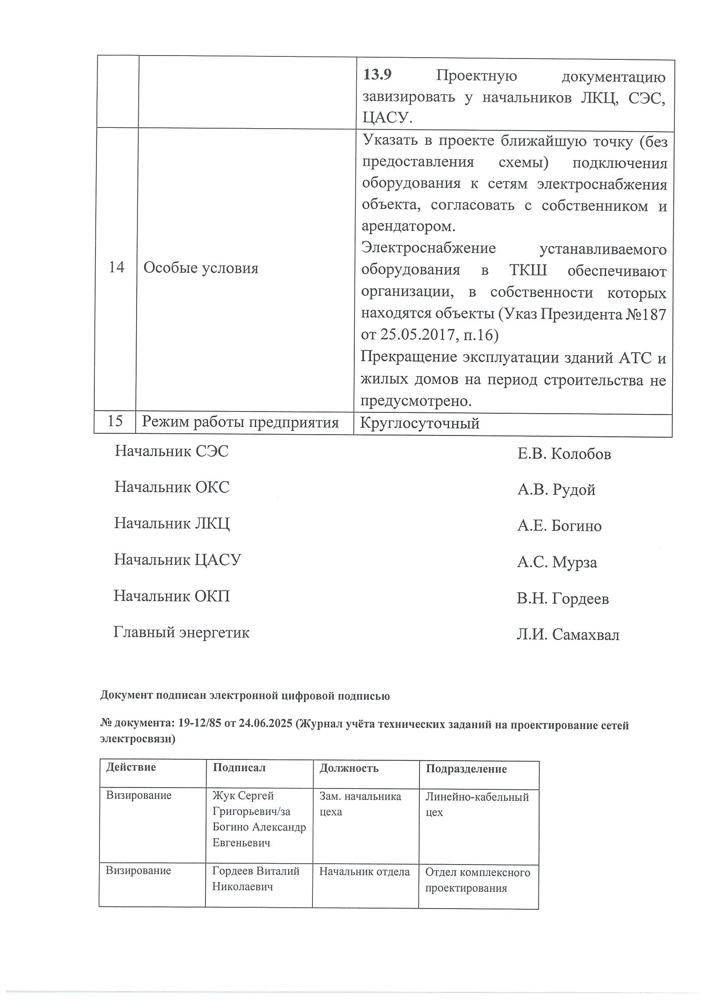 13.9 Проектную документацию
завизировать у начальников ЛКЦ, СЭС,
ЦАСУ.
14
Особые условия
Указать в проекте ближайшую точку (без
предоставления схемы) подключения
оборудования к сетям электроснабжения
объекта, согласовать с собственником и
арендатором.
Электроснабжение устанавливаемого
оборудования в ТКШ обеспечивают
организации, в собственности которых
находятся объекты (Указ Президента №187
от 25.05.2017, п.16)
Прекращение эксплуатации зданий АТС и
жилых домов на период строительства не
предусмотрено.
15 Режим работы предприятия Круглосуточный
Начальник СЭС Е.В. Колобов
Начальник ОКС А.В. Рудой
Начальник ЛКЦ А.Е. Богино
Начальник ЦАСУ А.С. Мурза
Начальник ОКП В.Н. Гордеев
Главный энергетик Л.И. Самахвал
Документ подписан электронной цифровой подписью
№ документа: 19-12/85 от 24.06.2025 (Журнал учёта технических заданий на проектирование сетей
электросвязи)
Действие Подписал Должность Подразделение
Визирование
Жук Сергей
Григорьевич/за
Богино Александр
Евгеньевич
Зам. начальника
цеха
Линейно-кабельный
цех
Визирование
Гордеев Виталий
Николаевич
Начальник отдела
Отдел комплексного
проектирования